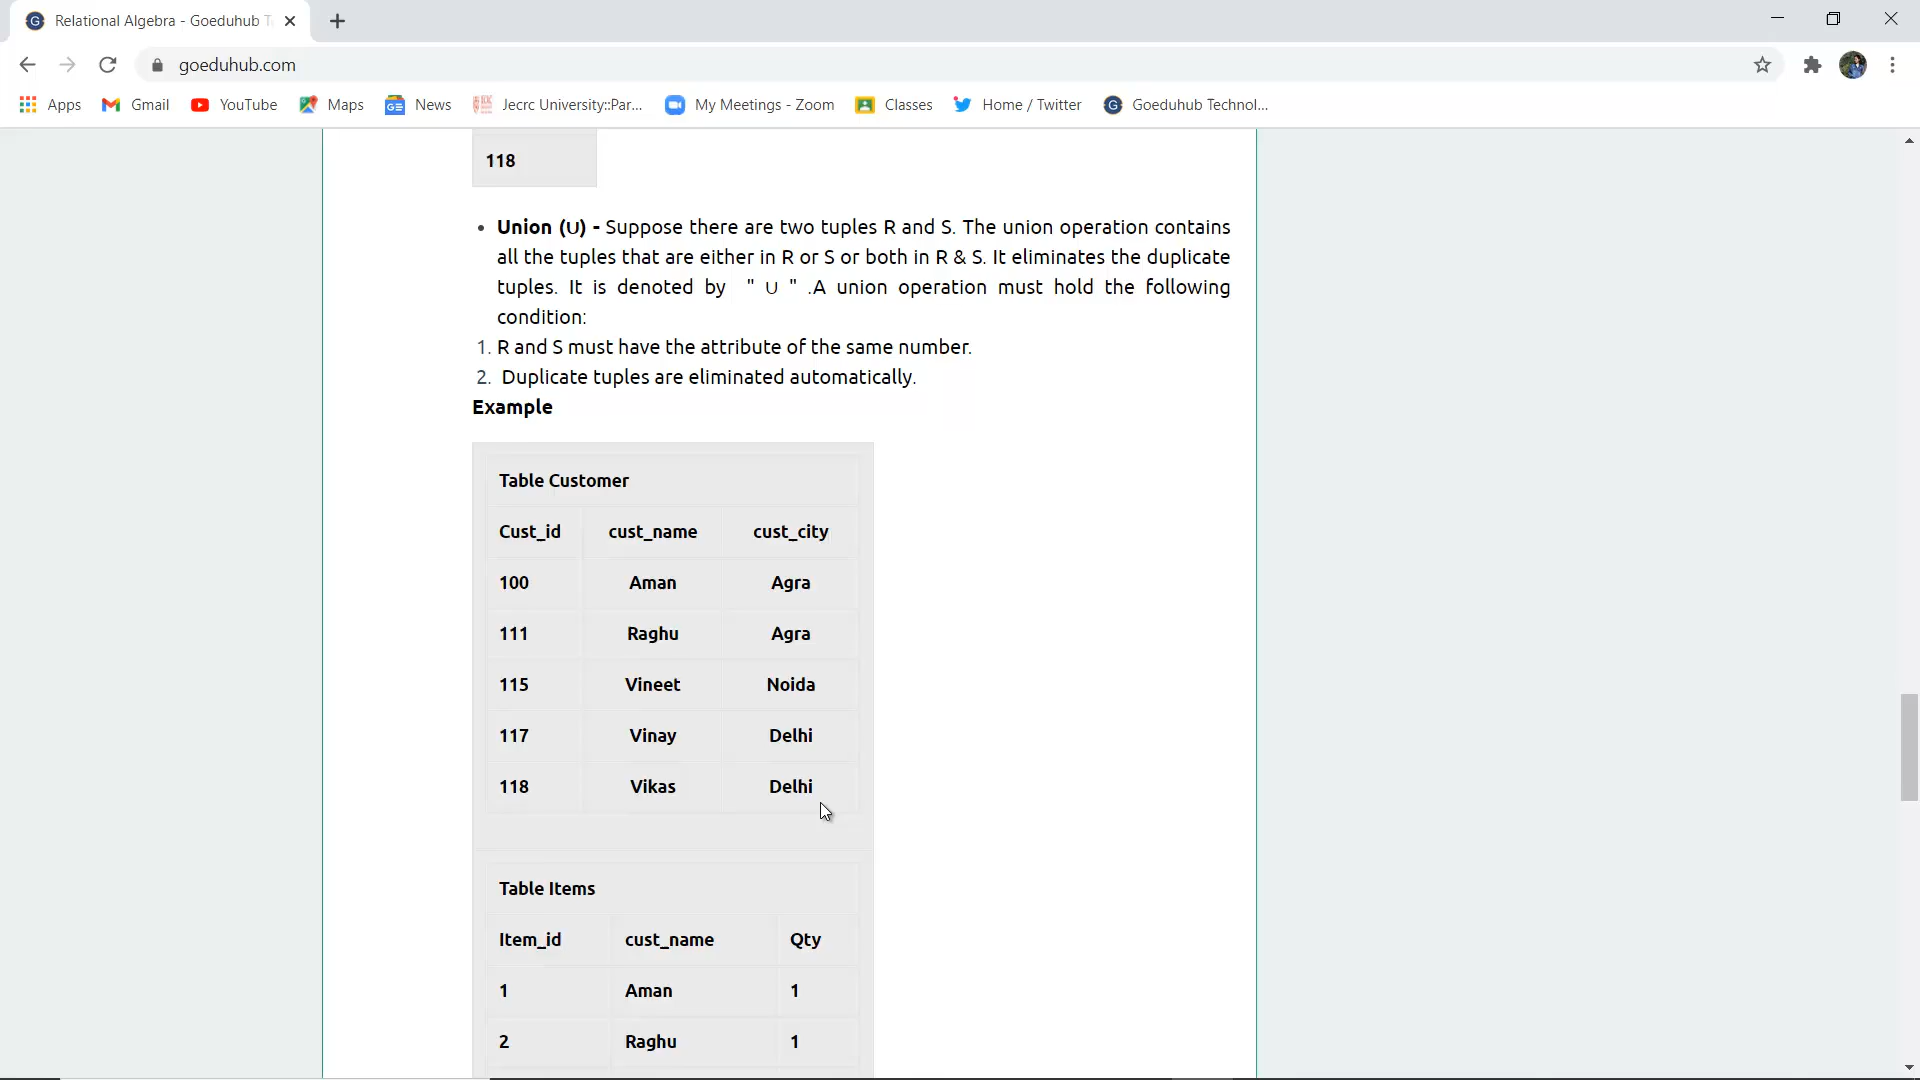 Relational Algebra - Goeduhub T
goeduhub.com
Apps Gmail YouTube Maps News Jecrc University::Par... My Meetings - Zoom Classes Home / Twitter Goeduhub Technol...
118
• Union (∪) - Suppose there are two tuples R and S. The union operation contains
all the tuples that are either in R or S or both in R & S. It eliminates the duplicate
tuples. It is denoted by " ∪ " .A union operation must hold the following
condition:
1. R and S must have the attribute of the same number.
2. Duplicate tuples are eliminated automatically.
Example
Table Customer
Cust_id cust_name cust_city
100 Aman Agra
111 Raghu Agra
115 Vineet Noida
117 Vinay Delhi
118 Vikas Delhi
Table Items
Item_id cust_name Qty
1 Aman 1
2 Raghu 1